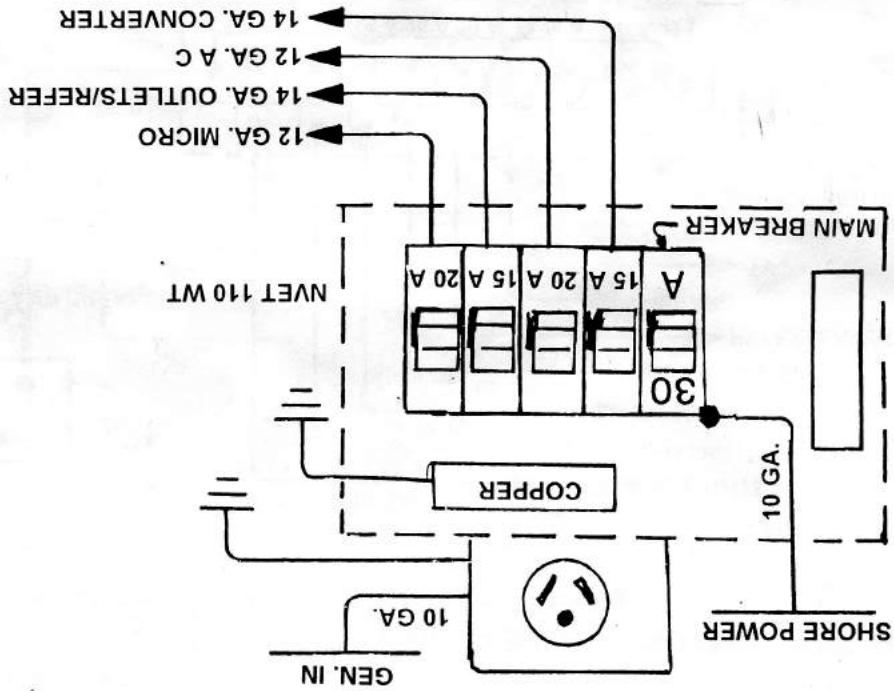 GEN. IN
SHORE POWER
10 GA.
10 GA.
COPPER
30
A
15 A
20 A
15 A
20 A
NVET 110 WT
MAIN BREAKER
12 GA. MICRO
14 GA. OUTLETS/REFER
12 GA. A C
14 GA. CONVERTER